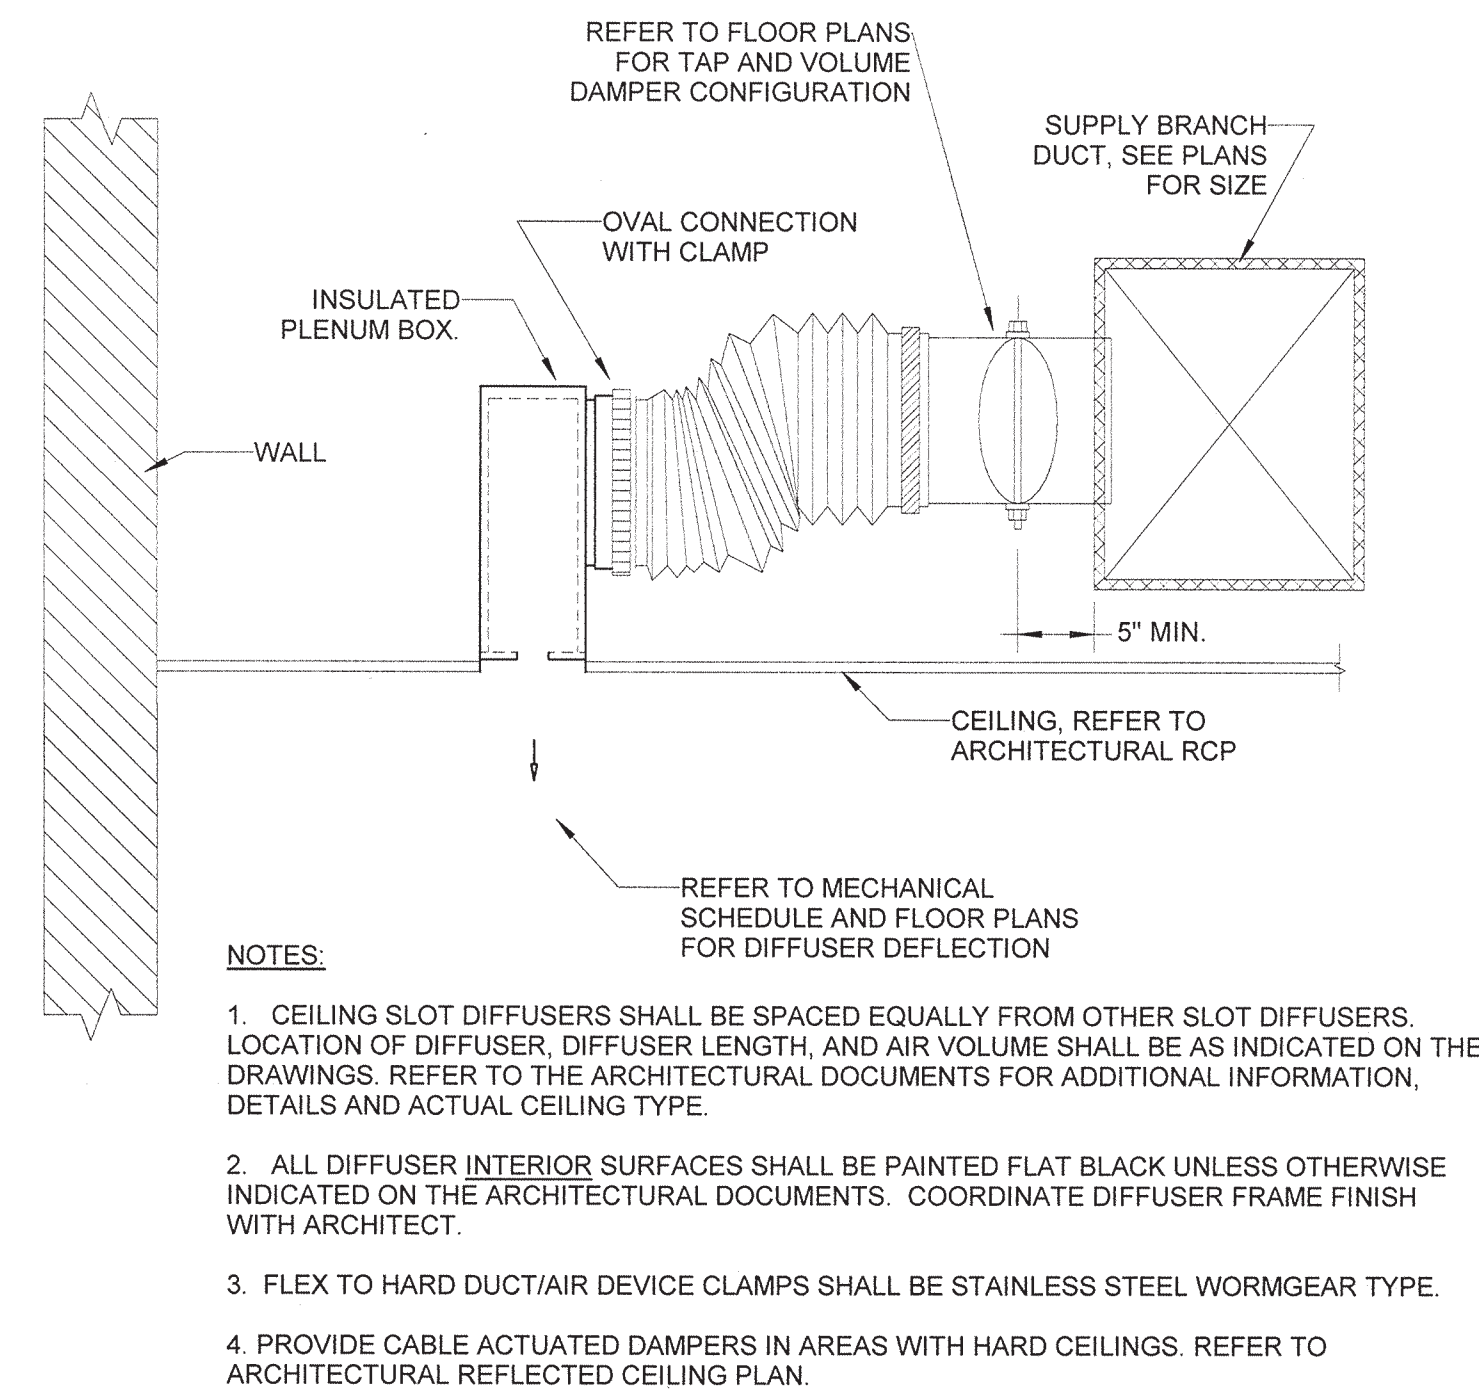 REFER TO FLOOR PLANS
FOR TAP AND VOLUME
DAMPER CONFIGURATION
SUPPLY BRANCH
DUCT, SEE PLANS
FOR SIZE
OVAL CONNECTION
WITH CLAMP
INSULATED
PLENUM BOX.
WALL
5" MIN.
CEILING, REFER TO
ARCHITECTURAL RCP
REFER TO MECHANICAL
SCHEDULE AND FLOOR PLANS
FOR DIFFUSER DEFLECTION
NOTES:
1. CEILING SLOT DIFFUSERS SHALL BE SPACED EQUALLY FROM OTHER SLOT DIFFUSERS.
LOCATION OF DIFFUSER, DIFFUSER LENGTH, AND AIR VOLUME SHALL BE AS INDICATED ON THE
DRAWINGS. REFER TO THE ARCHITECTURAL DOCUMENTS FOR ADDITIONAL INFORMATION,
DETAILS AND ACTUAL CEILING TYPE.
2. ALL DIFFUSER INTERIOR SURFACES SHALL BE PAINTED FLAT BLACK UNLESS OTHERWISE
INDICATED ON THE ARCHITECTURAL DOCUMENTS. COORDINATE DIFFUSER FRAME FINISH
WITH ARCHITECT.
3. FLEX TO HARD DUCT/AIR DEVICE CLAMPS SHALL BE STAINLESS STEEL WORMGEAR TYPE.
4. PROVIDE CABLE ACTUATED DAMPERS IN AREAS WITH HARD CEILINGS. REFER TO
ARCHITECTURAL REFLECTED CEILING PLAN.